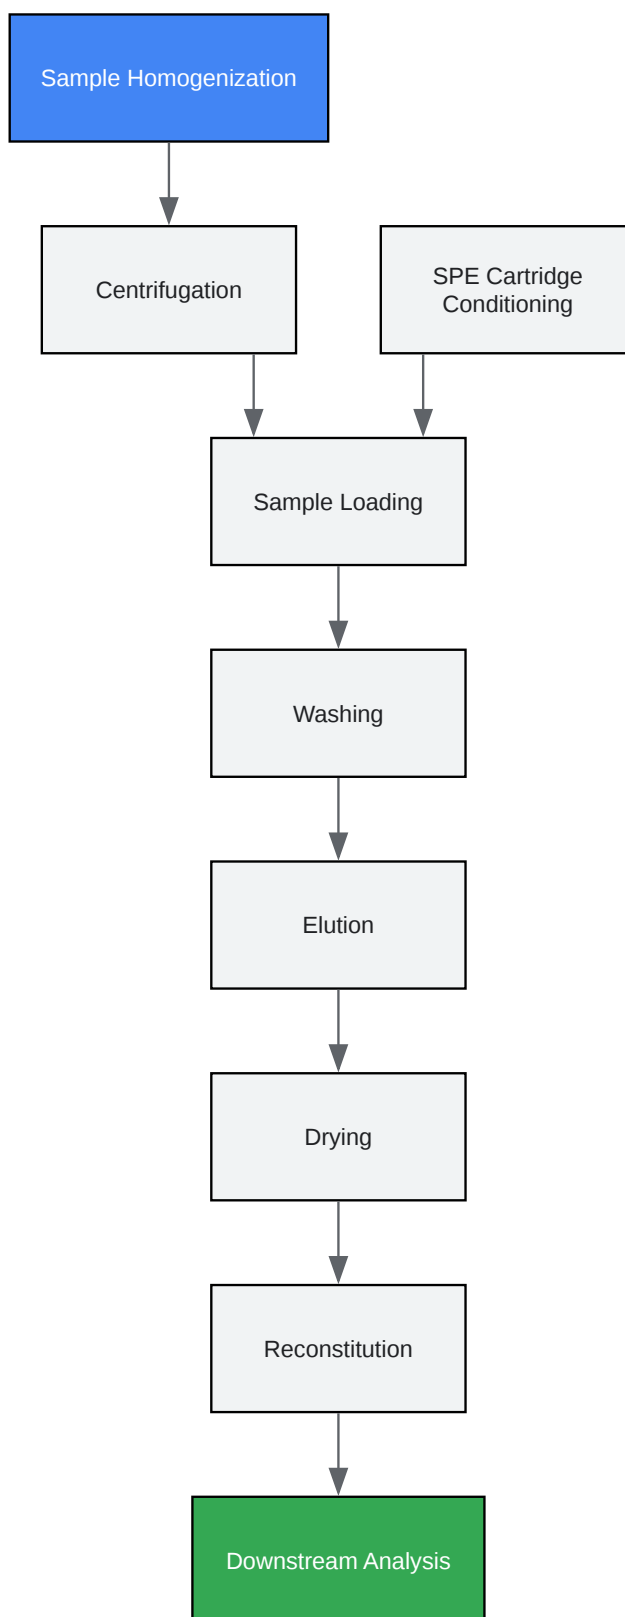 Sample Homogenization
Centrifugation
SPE Cartridge
Conditioning
Sample Loading
Washing
Elution
Drying
Reconstitution
Downstream Analysis